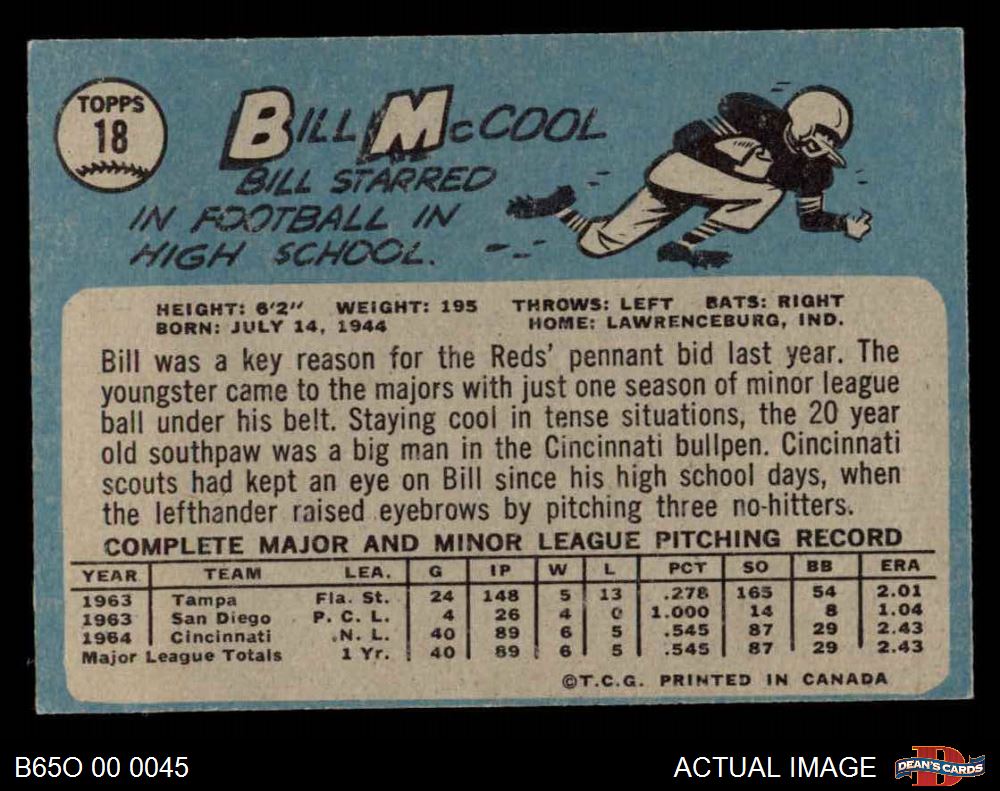 TOPPS
18
BILL McCOOL
BILL STARRED
IN FOOTBALL IN
HIGH SCHOOL.
HEIGHT: 6'2" WEIGHT: 195 THROWS: LEFT BATS: RIGHT
BORN: JULY 14, 1944 HOME: LAWRENCEBURG, IND.
Bill was a key reason for the Reds' pennant bid last year. The
youngster came to the majors with just one season of minor league
ball under his belt. Staying cool in tense situations, the 20 year
old southpaw was a big man in the Cincinnati bullpen. Cincinnati
scouts had kept an eye on Bill since his high school days, when
the lefthander raised eyebrows by pitching three no-hitters.
COMPLETE MAJOR AND MINOR LEAGUE PITCHING RECORD
YEAR TEAM LEA. G IP W L PCT SO BB ERA
1963 Tampa Fla. St. 24 148 5 13 .278 165 54 2.01
1963 San Diego P. C. L. 4 26 4 0 1.000 14 8 1.04
1964 Cincinnati N. L. 40 89 6 5 .545 87 29 2.43
Major League Totals 1 Yr. 40 89 6 5 .545 87 29 2.43
©T.C.G. PRINTED IN CANADA
B65O 00 0045 ACTUAL IMAGE DEAN'S CARDS